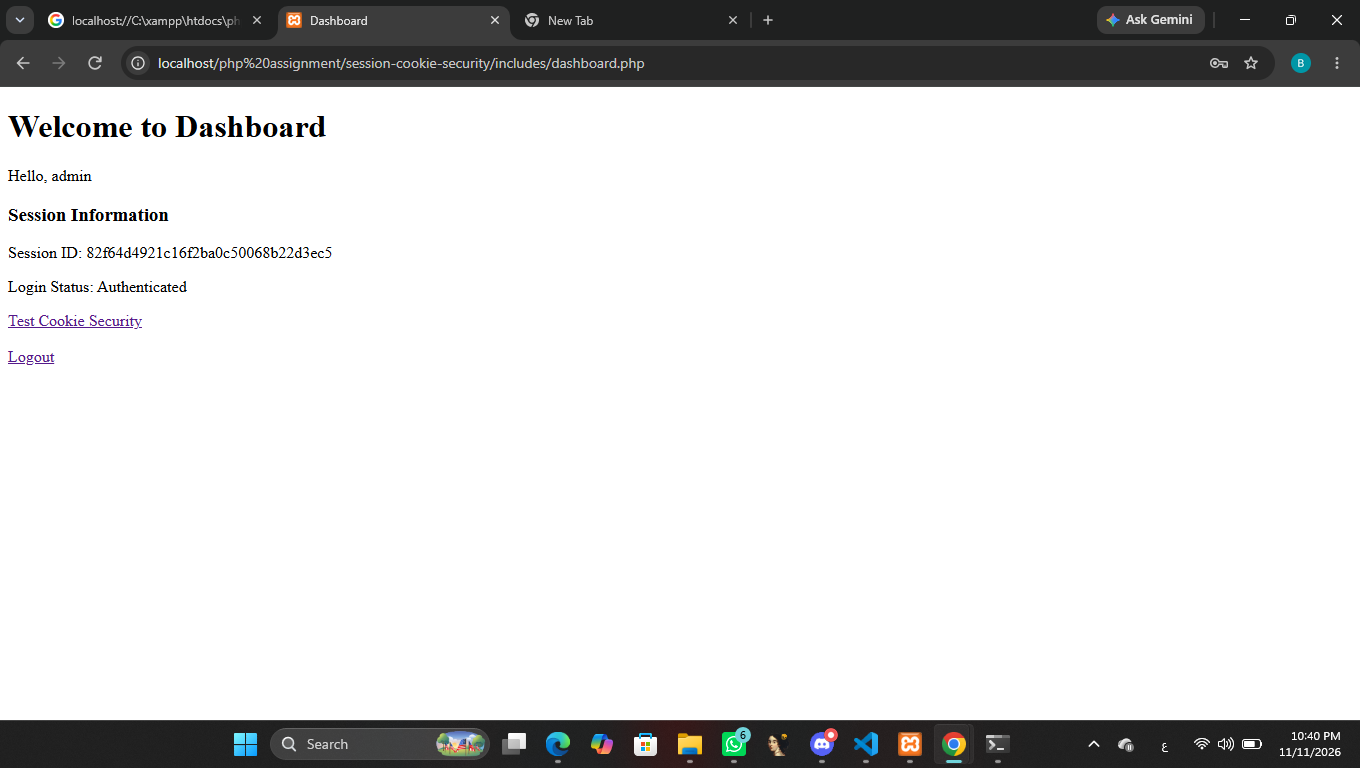 localhost://C:\xampp\htdocs\ph
Dashboard
New Tab
Ask Gemini
localhost/php%20assignment/session-cookie-security/includes/dashboard.php
B
Welcome to Dashboard
Hello, admin
Session Information
Session ID: 82f64d4921c16f2ba0c50068b22d3ec5
Login Status: Authenticated
Test Cookie Security
Logout
Search
6
ع
10:40 PM
11/11/2026